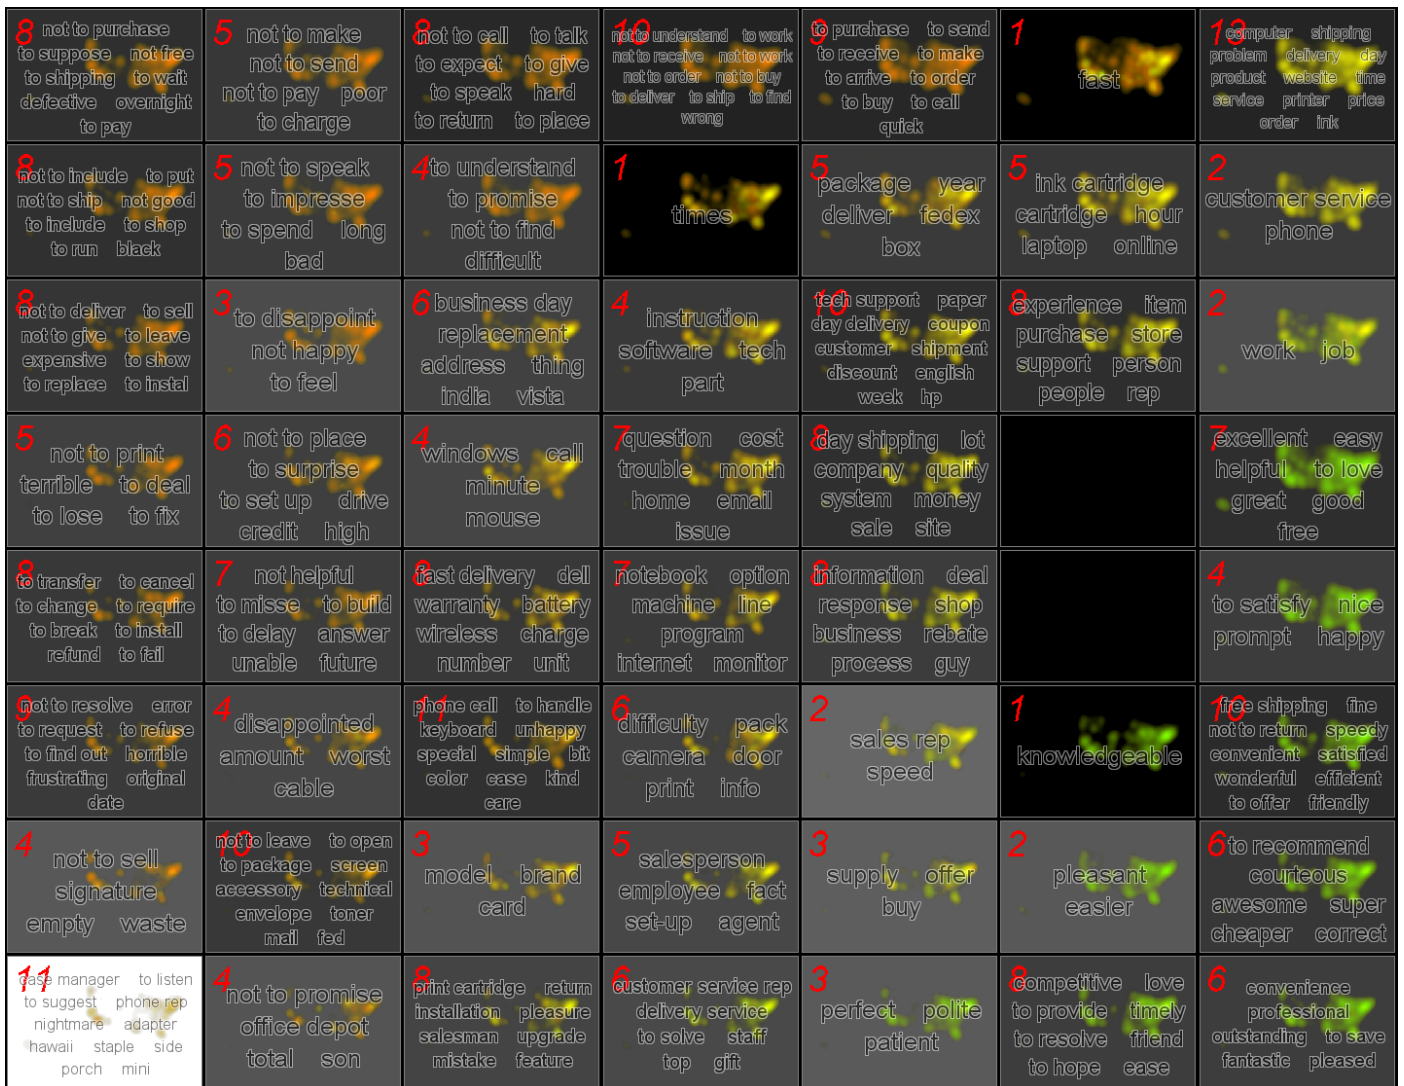 8
not to purchase
to suppose not free
to shipping to wait
defective overnight
to pay
5
not to make
not to send
not to pay poor
to charge
8
not to call to talk
to expect to give
to speak hard
to return to place
10
not to understand to work
not to receive not to work
not to order not to buy
to deliver to ship to find
wrong
9
to purchase to send
to receive to make
to arrive to order
to buy to call
quick
1
fast
13
computer shipping
problem delivery day
product website time
service printer price
order ink
8
not to include to put
not to ship not good
to include to shop
to run black
5
not to speak
to impresse
to spend long
bad
4
to understand
to promise
not to find
difficult
1
times
5
package year
deliver fedex
box
5
ink cartridge
cartridge hour
laptop online
2
customer service
phone
8
not to deliver to sell
not to give to leave
expensive to show
to replace to instal
3
to disappoint
not happy
to feel
6
business day
replacement
address thing
india vista
4
instruction
software tech
part
10
tech support paper
day delivery coupon
customer shipment
discount english
week hp
8
experience item
purchase store
support person
people rep
2
work job
5
not to print
terrible to deal
to lose to fix
6
not to place
to surprise
to set up drive
credit high
4
windows call
minute
mouse
7
question cost
trouble month
home email
issue
8
day shipping lot
company quality
system money
sale site
7
excellent easy
helpful to love
great good
free
8
to transfer to cancel
to change to require
to break to install
refund to fail
7
not helpful
to misse to build
to delay answer
unable future
8
fast delivery dell
warranty battery
wireless charge
number unit
7
notebook option
machine line
program
internet monitor
8
information deal
response shop
business rebate
process guy
4
to satisfy nice
prompt happy
9
not to resolve error
to request to refuse
to find out horrible
frustrating original
date
4
disappointed
amount worst
cable
11
phone call to handle
keyboard unhappy
special simple bit
color case kind
care
6
difficulty pack
camera door
print info
2
sales rep
speed
1
knowledgeable
10
free shipping fine
not to return speedy
convenient satisfied
wonderful efficient
to offer friendly
4
not to sell
signature
empty waste
10
not to leave to open
to package screen
accessory technical
envelope toner
mail fed
3
model brand
card
5
salesperson
employee fact
set-up agent
3
supply offer
buy
2
pleasant
easier
6
to recommend
courteous
awesome super
cheaper correct
11
case manager to listen
to suggest phone rep
nightmare adapter
hawaii staple side
porch mini
4
not to promise
office depot
total son
8
print cartridge return
installation pleasure
salesman upgrade
mistake feature
6
customer service rep
delivery service
to solve staff
top gift
3
perfect polite
patient
8
competitive love
to provide timely
to resolve friend
to hope ease
6
convenience
professional
outstanding to save
fantastic pleased